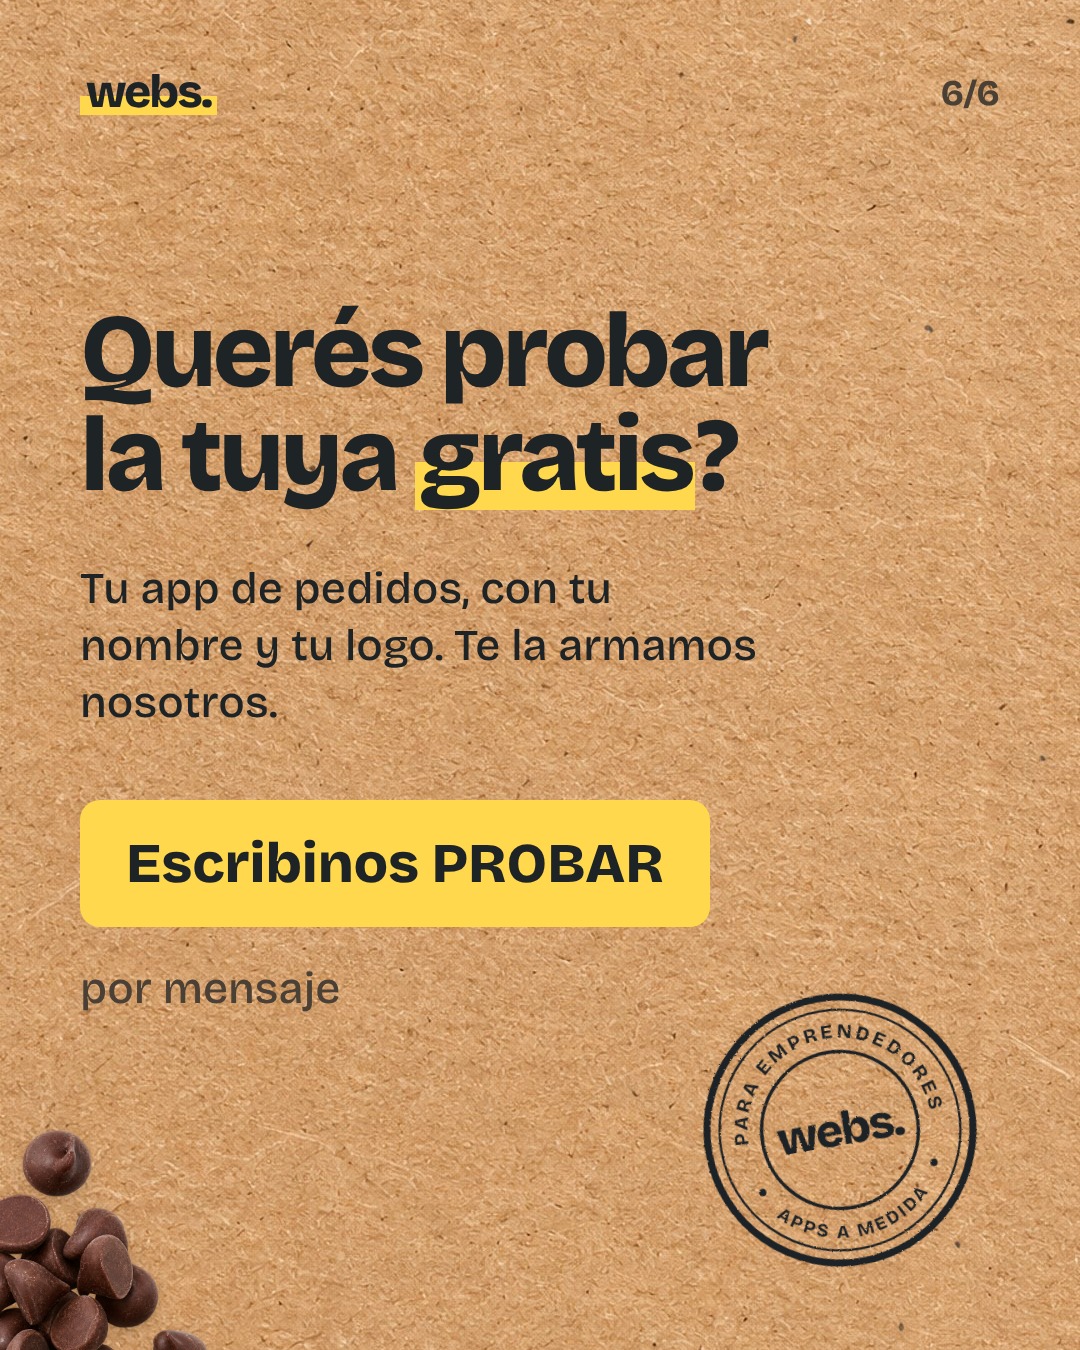 webs.
6/6
Querés probar
la tuya gratis?
Tu app de pedidos, con tu
nombre y tu logo. Te la armamos
nosotros.
Escribinos PROBAR
por mensaje
PARA EMPRENDEDORES
webs.
• APPS A MEDIDA •